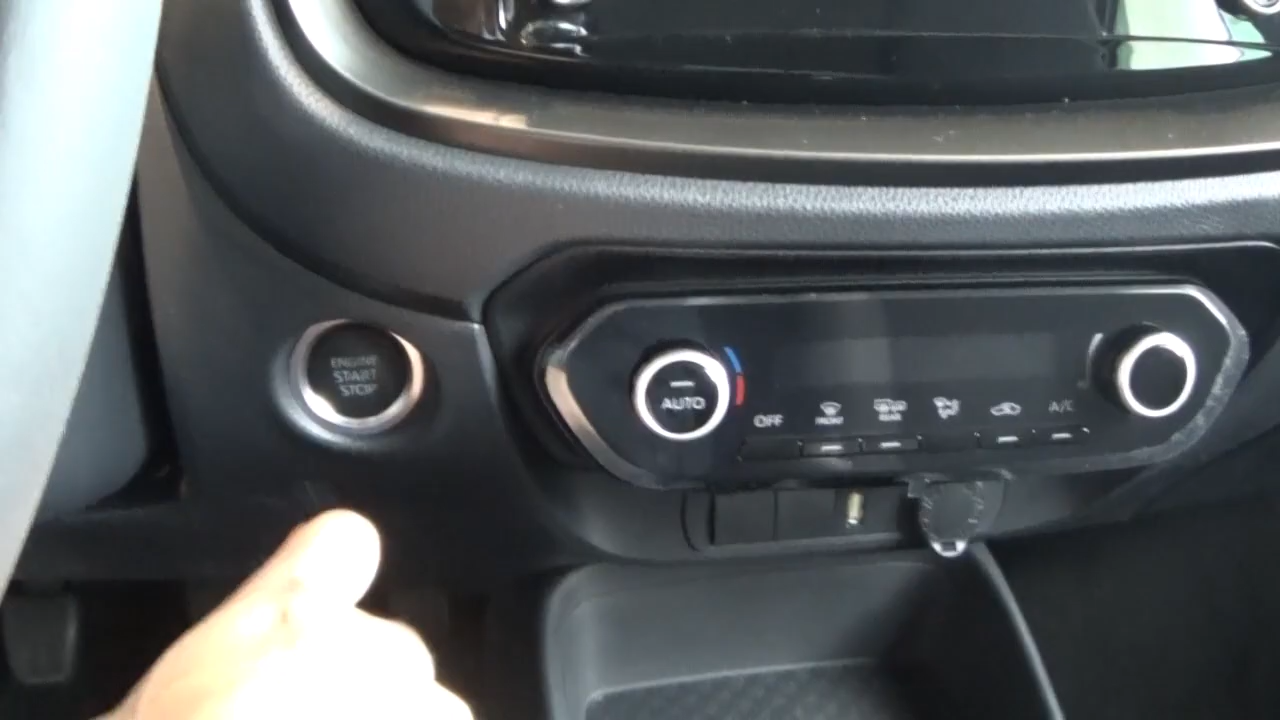 ENGINE
START
STOP
AUTO
OFF
FRONT
REAR
A/C